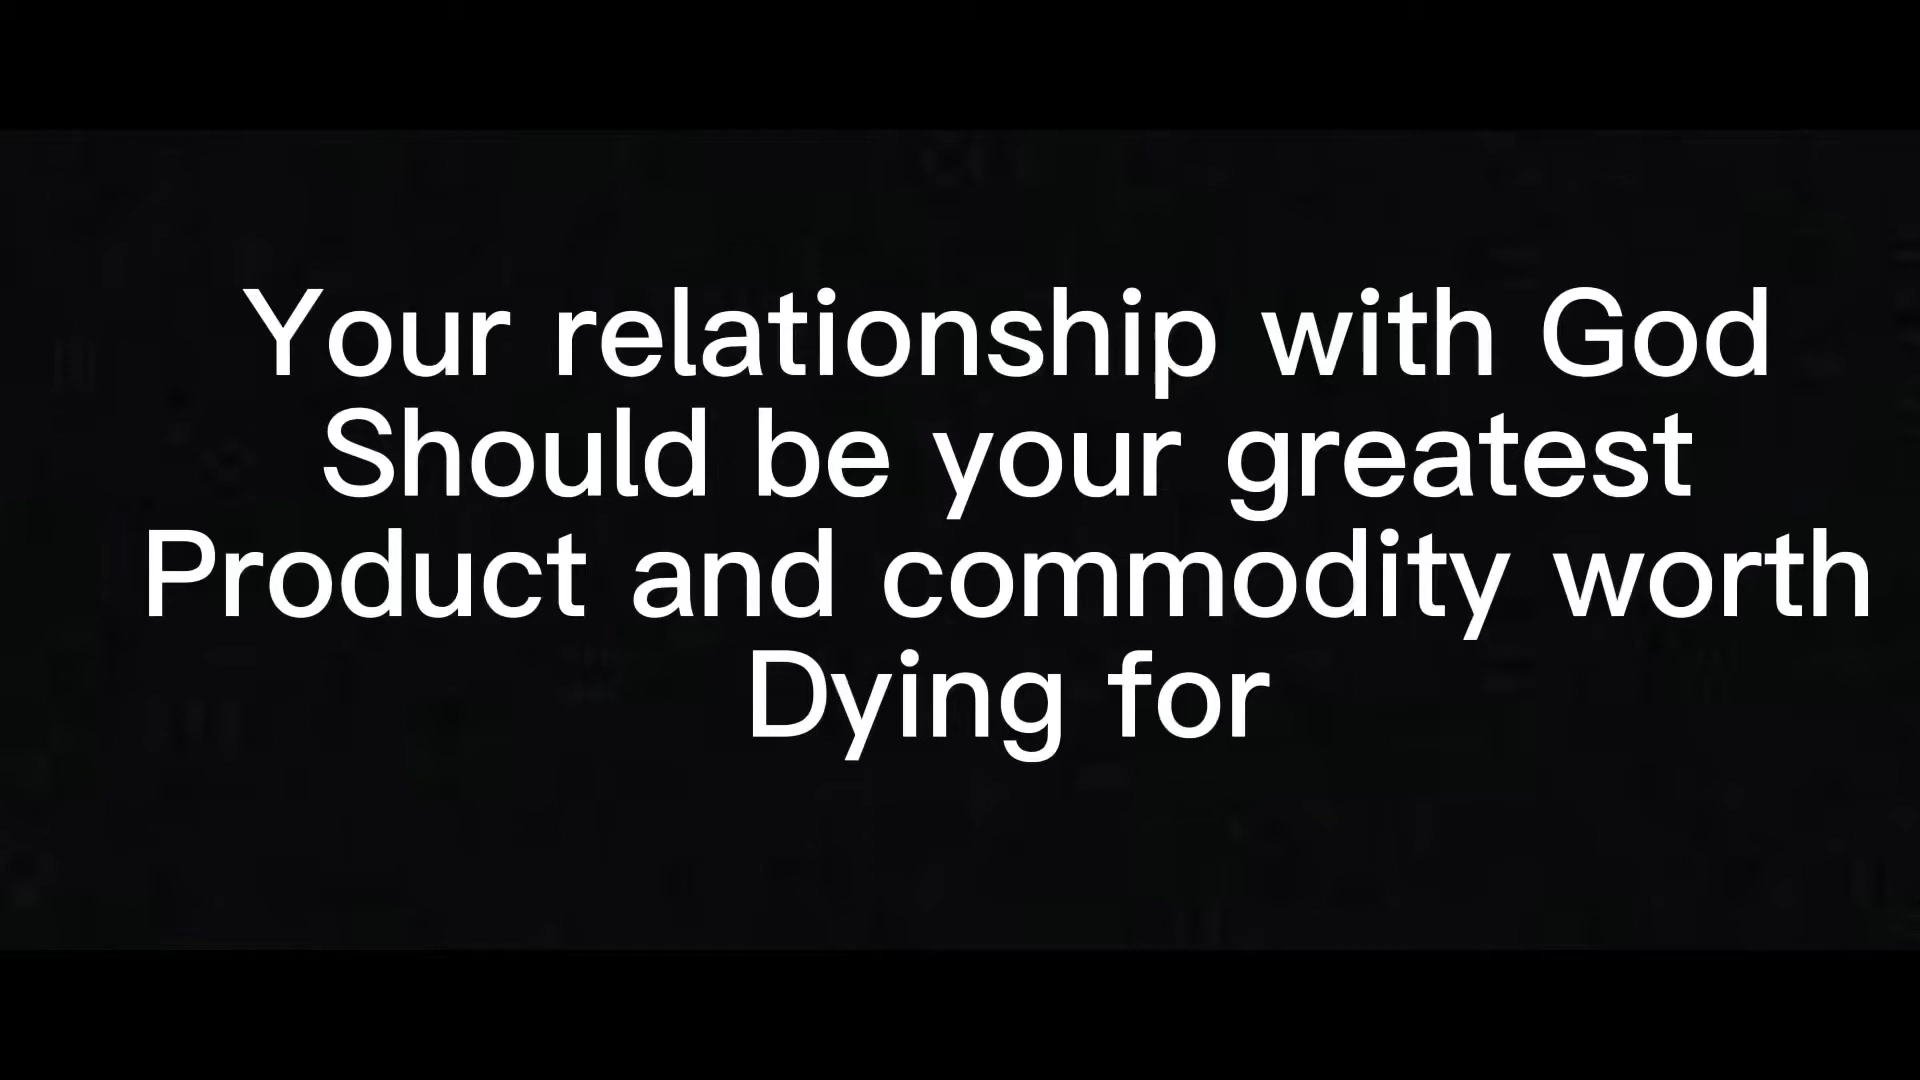 Your relationship with God
Should be your greatest
Product and commodity worth
Dying for